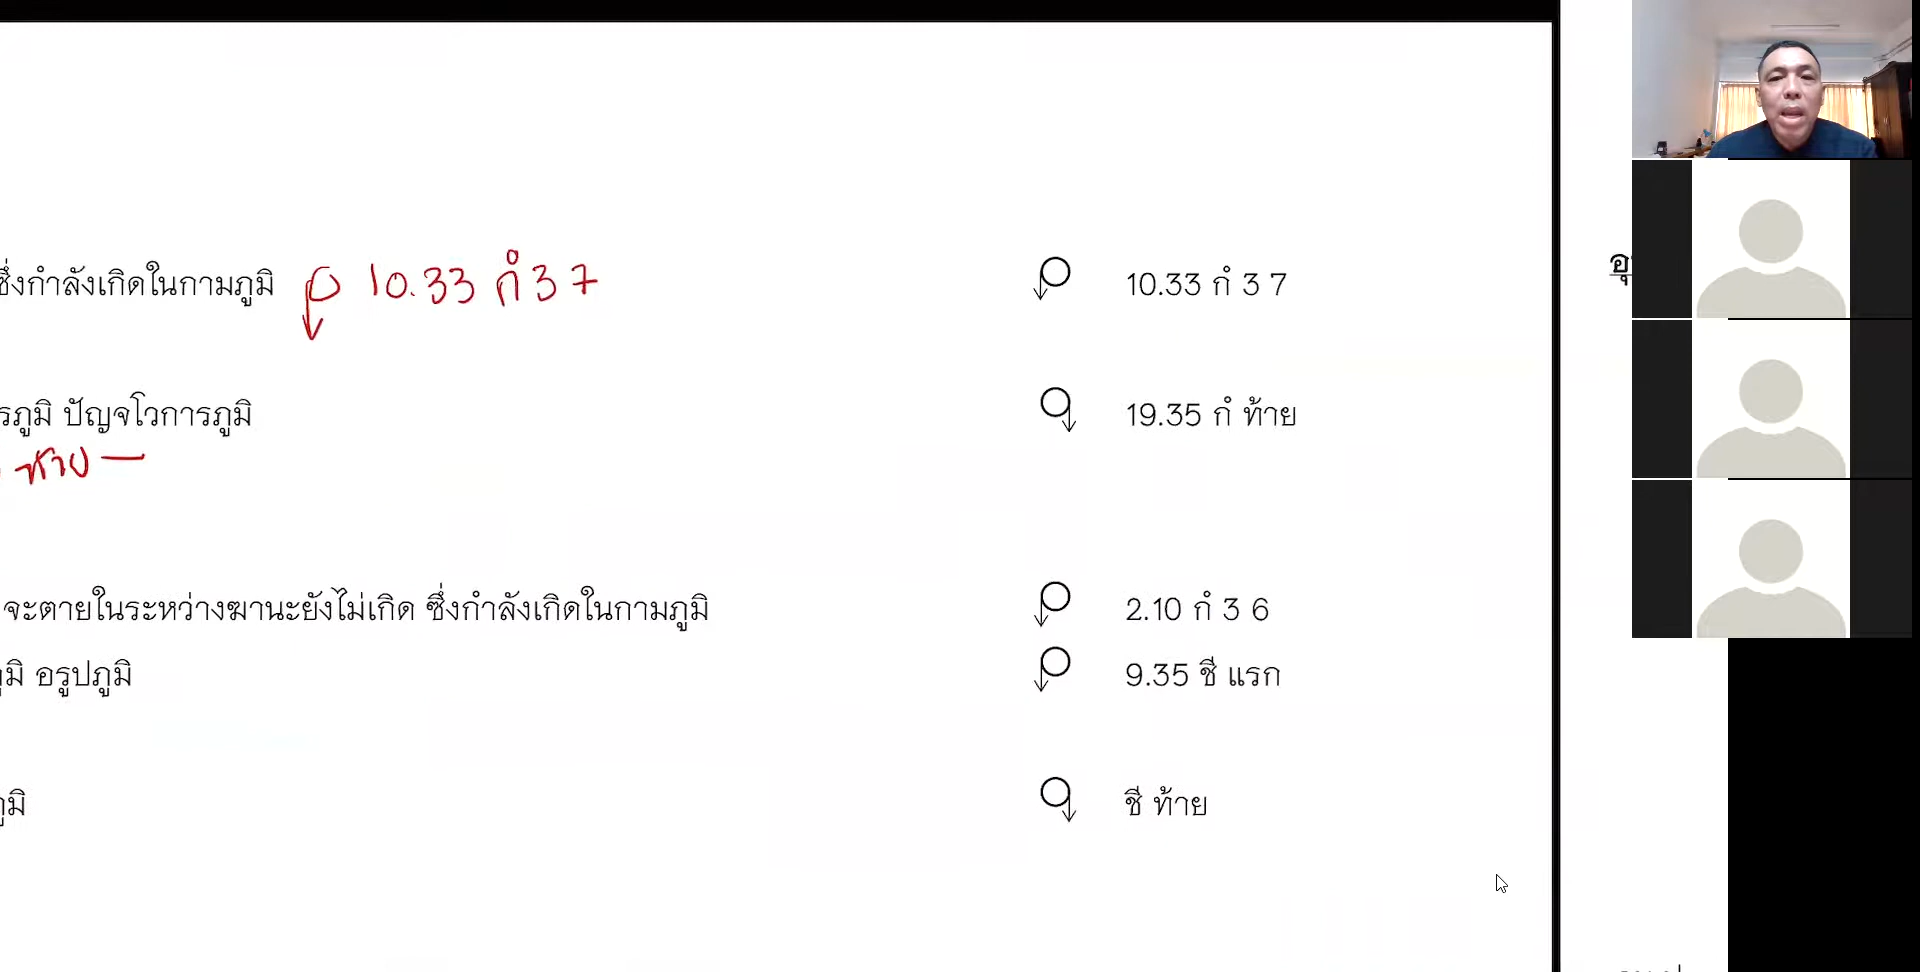 ซึ่งกำลังเกิดในกามภูมิ 10.33 กํ 3 7 10.33 กํ 3 7
รภูมิ ปัญจโวการภูมิ 19.35 กํ ท้าย
ท้าย —
จะตายในระหว่างฆานะยังไม่เกิด ซึ่งกำลังเกิดในกามภูมิ 2.10 กํ 3 6
ภูมิ อรูปภูมิ 9.35 ชี แรก
ภูมิ ชี ท้าย